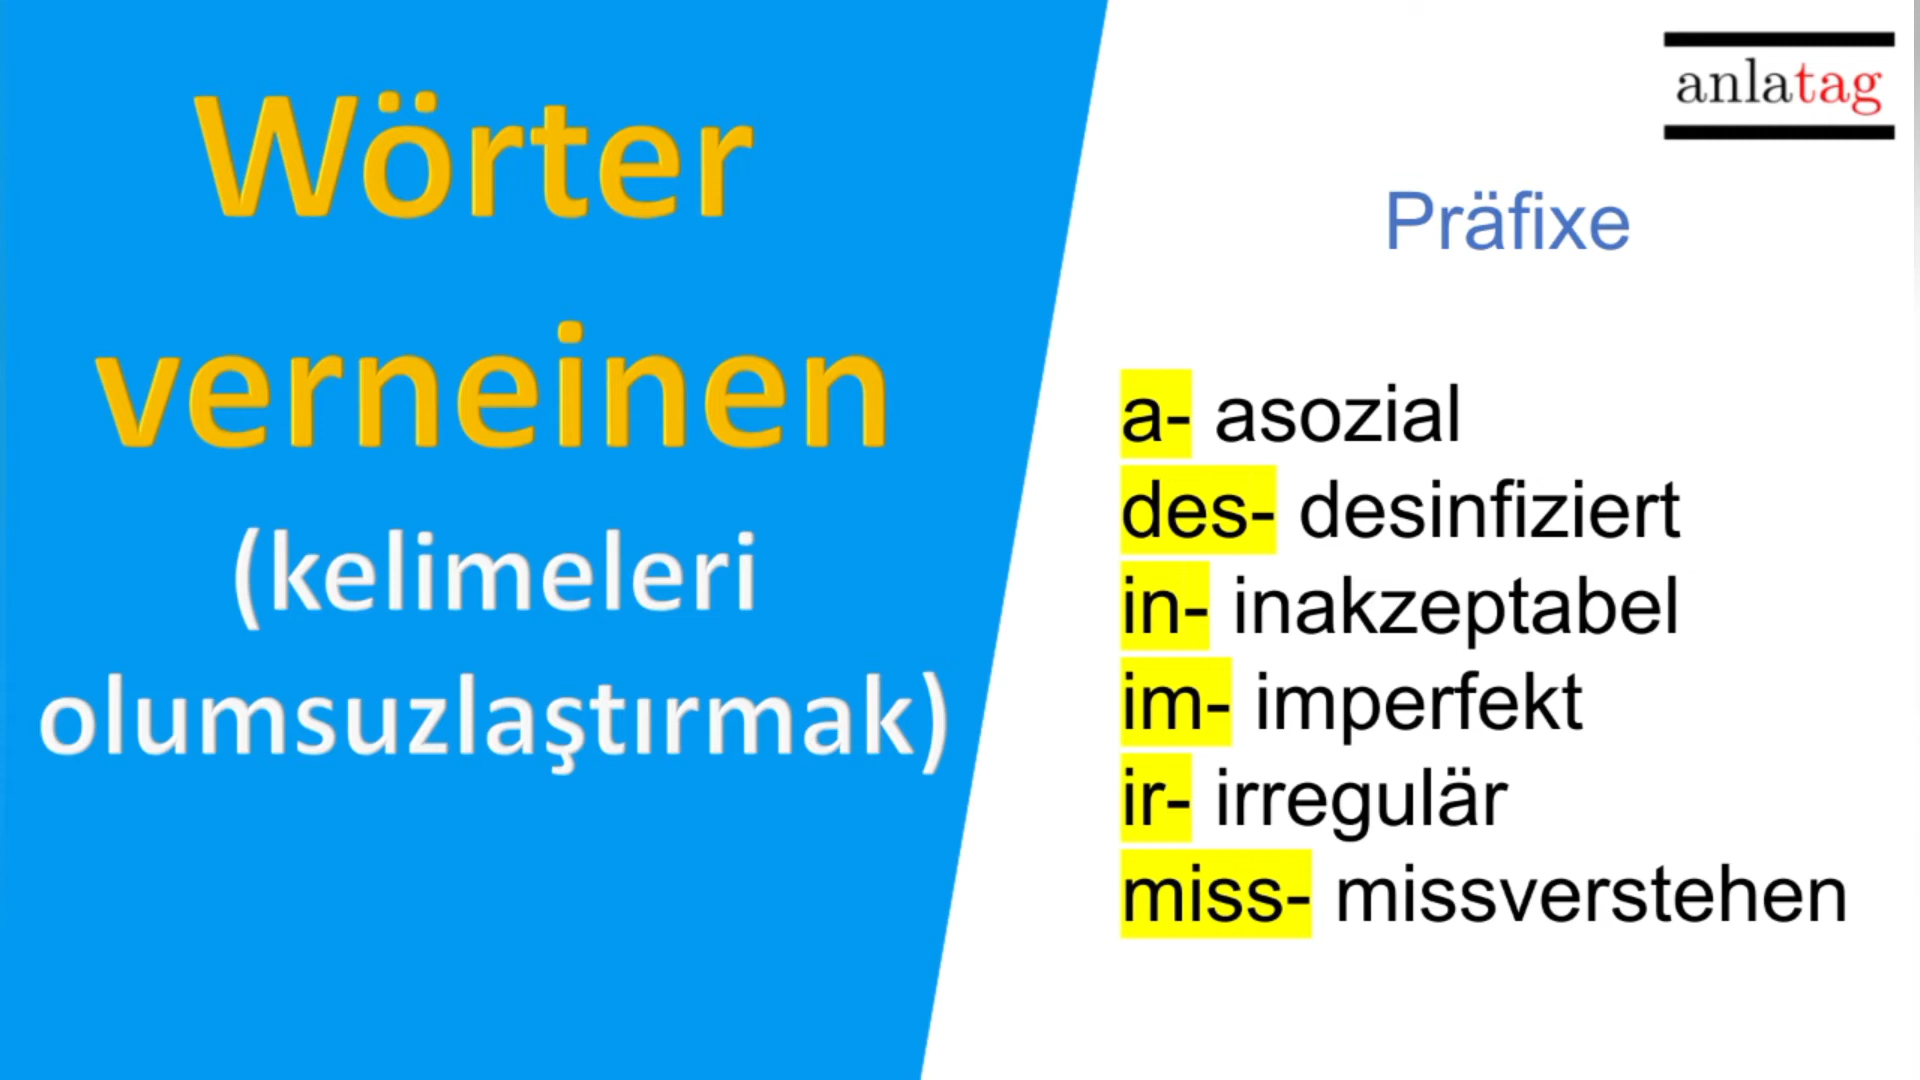 Wörter
verneinen
(kelimeleri
olumsuzlaştırmak)
anlatag
Präfixe
a- asozial
des- desinfiziert
in- inakzeptabel
im- imperfekt
ir- irregulär
miss- missverstehen